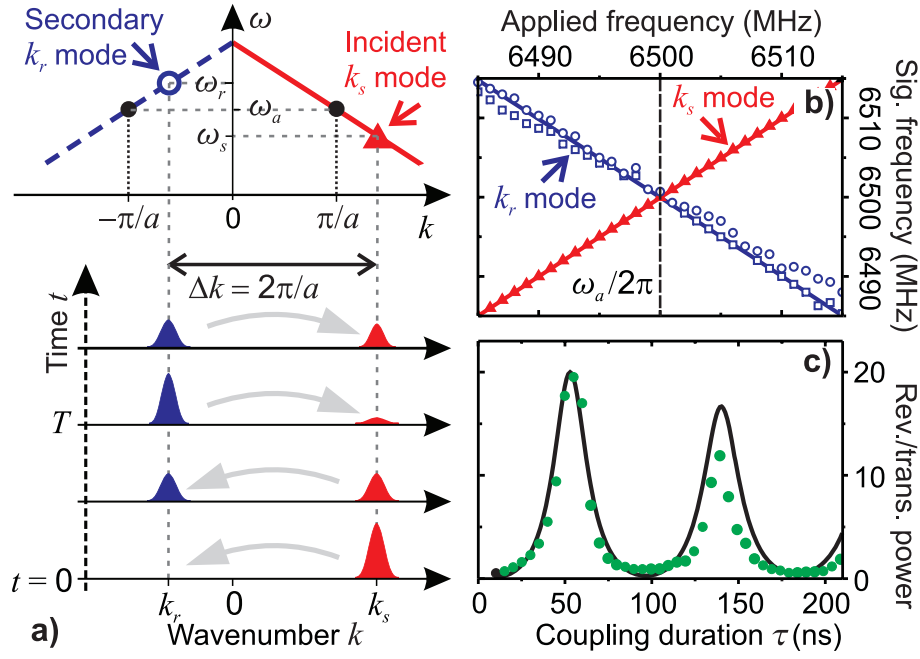 Secondary
k_r mode
ω
Incident
k_s mode
ω_r
ω_a
ω_s
−π/a
0
π/a
k
Δk = 2π/a
Time t
T
t = 0
k_r
0
k_s
a)
Wavenumber k
Applied frequency (MHz)
6490
6500
6510
b)
k_s mode
k_r mode
ω_a/2π
6510
6500
6490
Sig. frequency (MHz)
c)
20
10
0
Rev./trans. power
0
50
100
150
200
Coupling duration τ (ns)